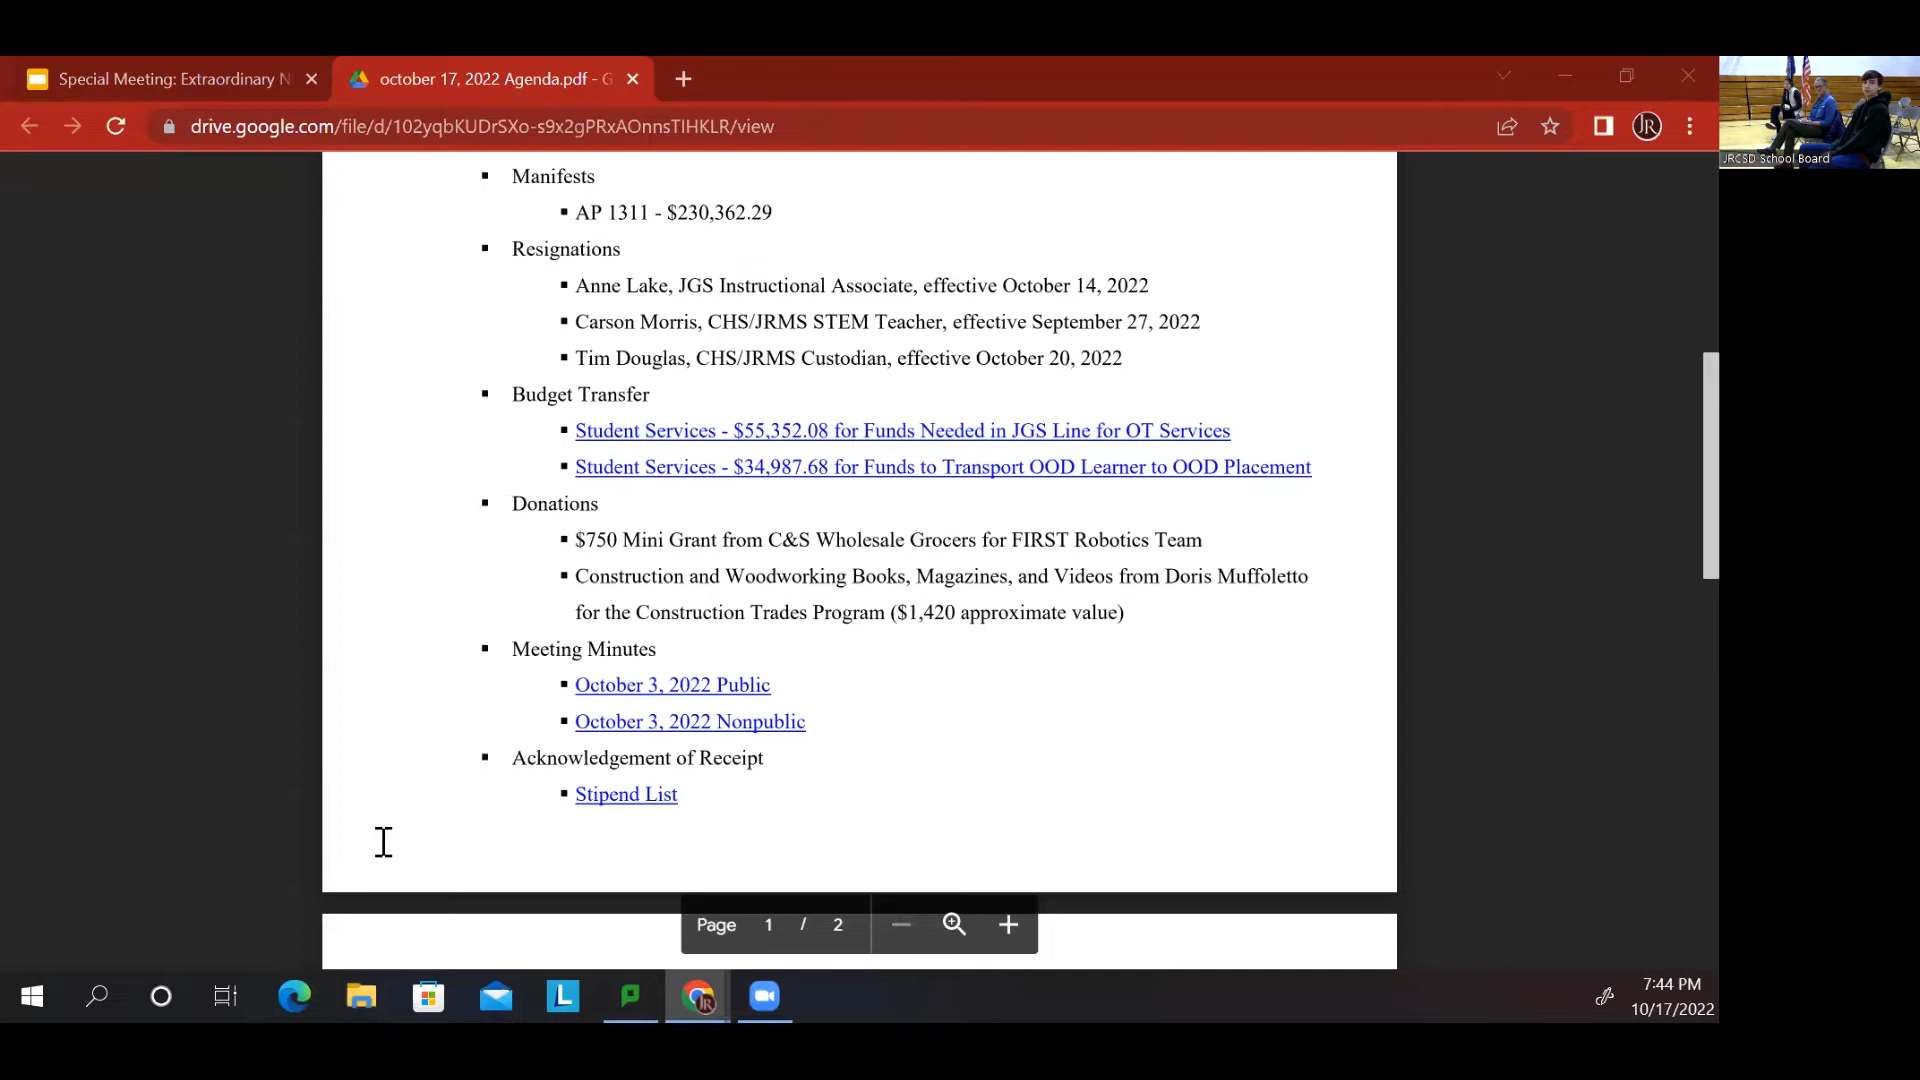 Special Meeting: Extraordinary N
october 17, 2022 Agenda.pdf - G
drive.google.com/file/d/102yqbKUDrSXo-s9x2gPRxAOnnsTIHKLR/view
JR
JRCSD School Board
▪ Manifests
▪ AP 1311 - $230,362.29
▪ Resignations
▪ Anne Lake, JGS Instructional Associate, effective October 14, 2022
▪ Carson Morris, CHS/JRMS STEM Teacher, effective September 27, 2022
▪ Tim Douglas, CHS/JRMS Custodian, effective October 20, 2022
▪ Budget Transfer
▪ Student Services - $55,352.08 for Funds Needed in JGS Line for OT Services
▪ Student Services - $34,987.68 for Funds to Transport OOD Learner to OOD Placement
▪ Donations
▪ $750 Mini Grant from C&S Wholesale Grocers for FIRST Robotics Team
▪ Construction and Woodworking Books, Magazines, and Videos from Doris Muffoletto
for the Construction Trades Program ($1,420 approximate value)
▪ Meeting Minutes
▪ October 3, 2022 Public
▪ October 3, 2022 Nonpublic
▪ Acknowledgement of Receipt
▪ Stipend List
Page 1 / 2
L
JR
7:44 PM
10/17/2022